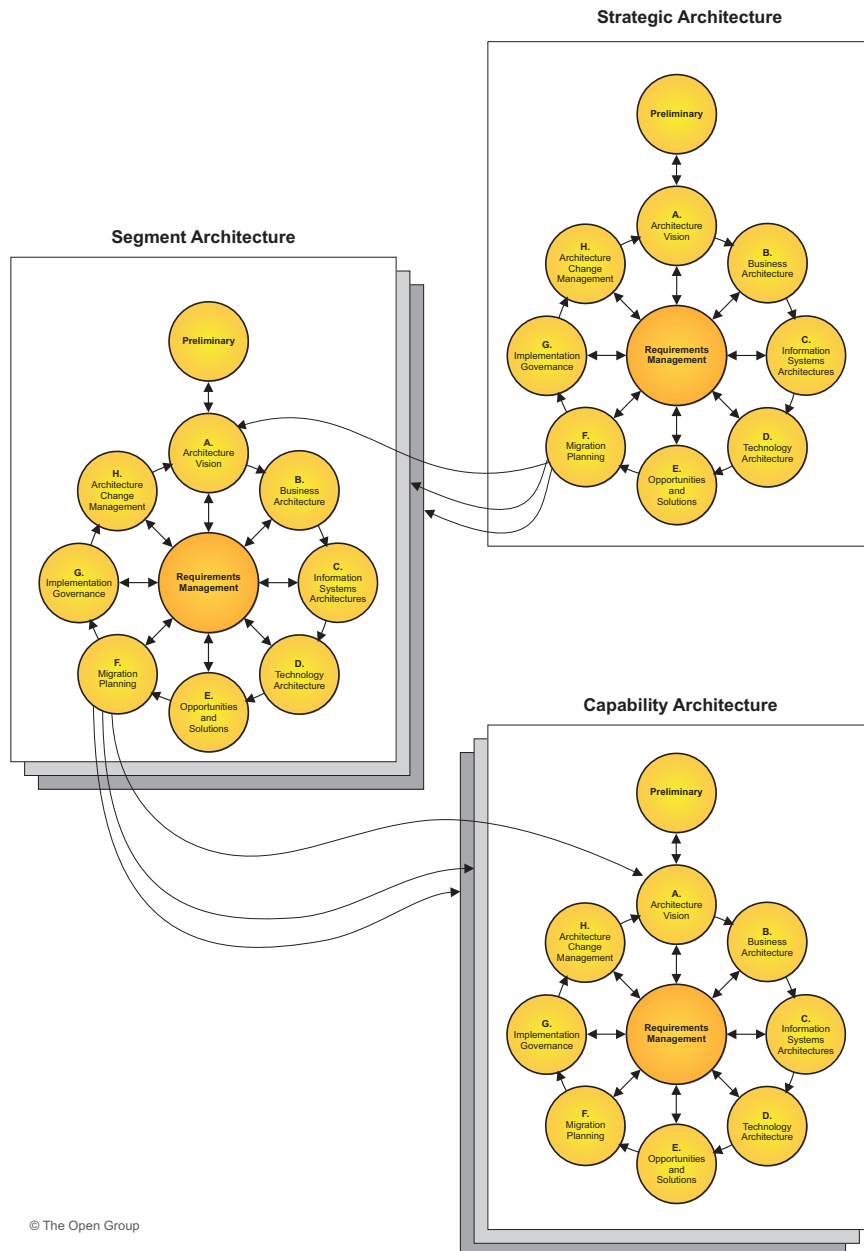 Strategic Architecture
Preliminary
A.
Architecture
Vision
B.
Business
Architecture
C.
Information
Systems
Architectures
D.
Technology
Architecture
E.
Opportunities
and
Solutions
F.
Migration
Planning
G.
Implementation
Governance
H.
Architecture
Change
Management
Requirements
Management
Segment Architecture
Preliminary
A.
Architecture
Vision
B.
Business
Architecture
C.
Information
Systems
Architectures
D.
Technology
Architecture
E.
Opportunities
and
Solutions
F.
Migration
Planning
G.
Implementation
Governance
H.
Architecture
Change
Management
Requirements
Management
Capability Architecture
Preliminary
A.
Architecture
Vision
B.
Business
Architecture
C.
Information
Systems
Architectures
D.
Technology
Architecture
E.
Opportunities
and
Solutions
F.
Migration
Planning
G.
Implementation
Governance
H.
Architecture
Change
Management
Requirements
Management
© The Open Group